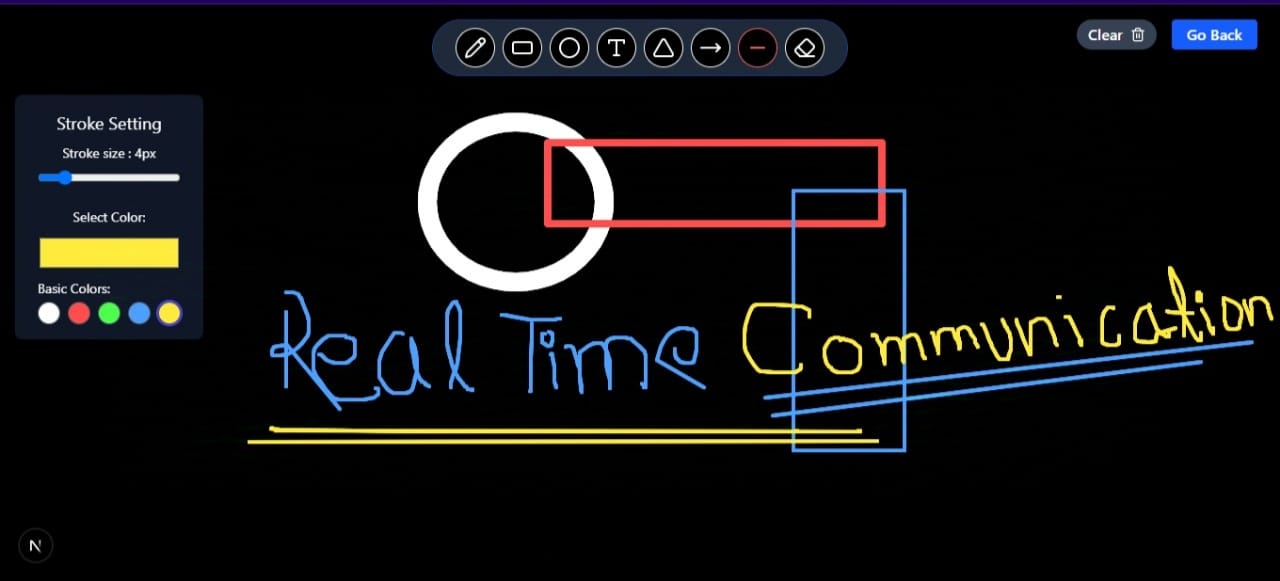 Clear
Go Back
T
Stroke Setting
Stroke size : 4px
Select Color:
Basic Colors:
Real Time Communication
N